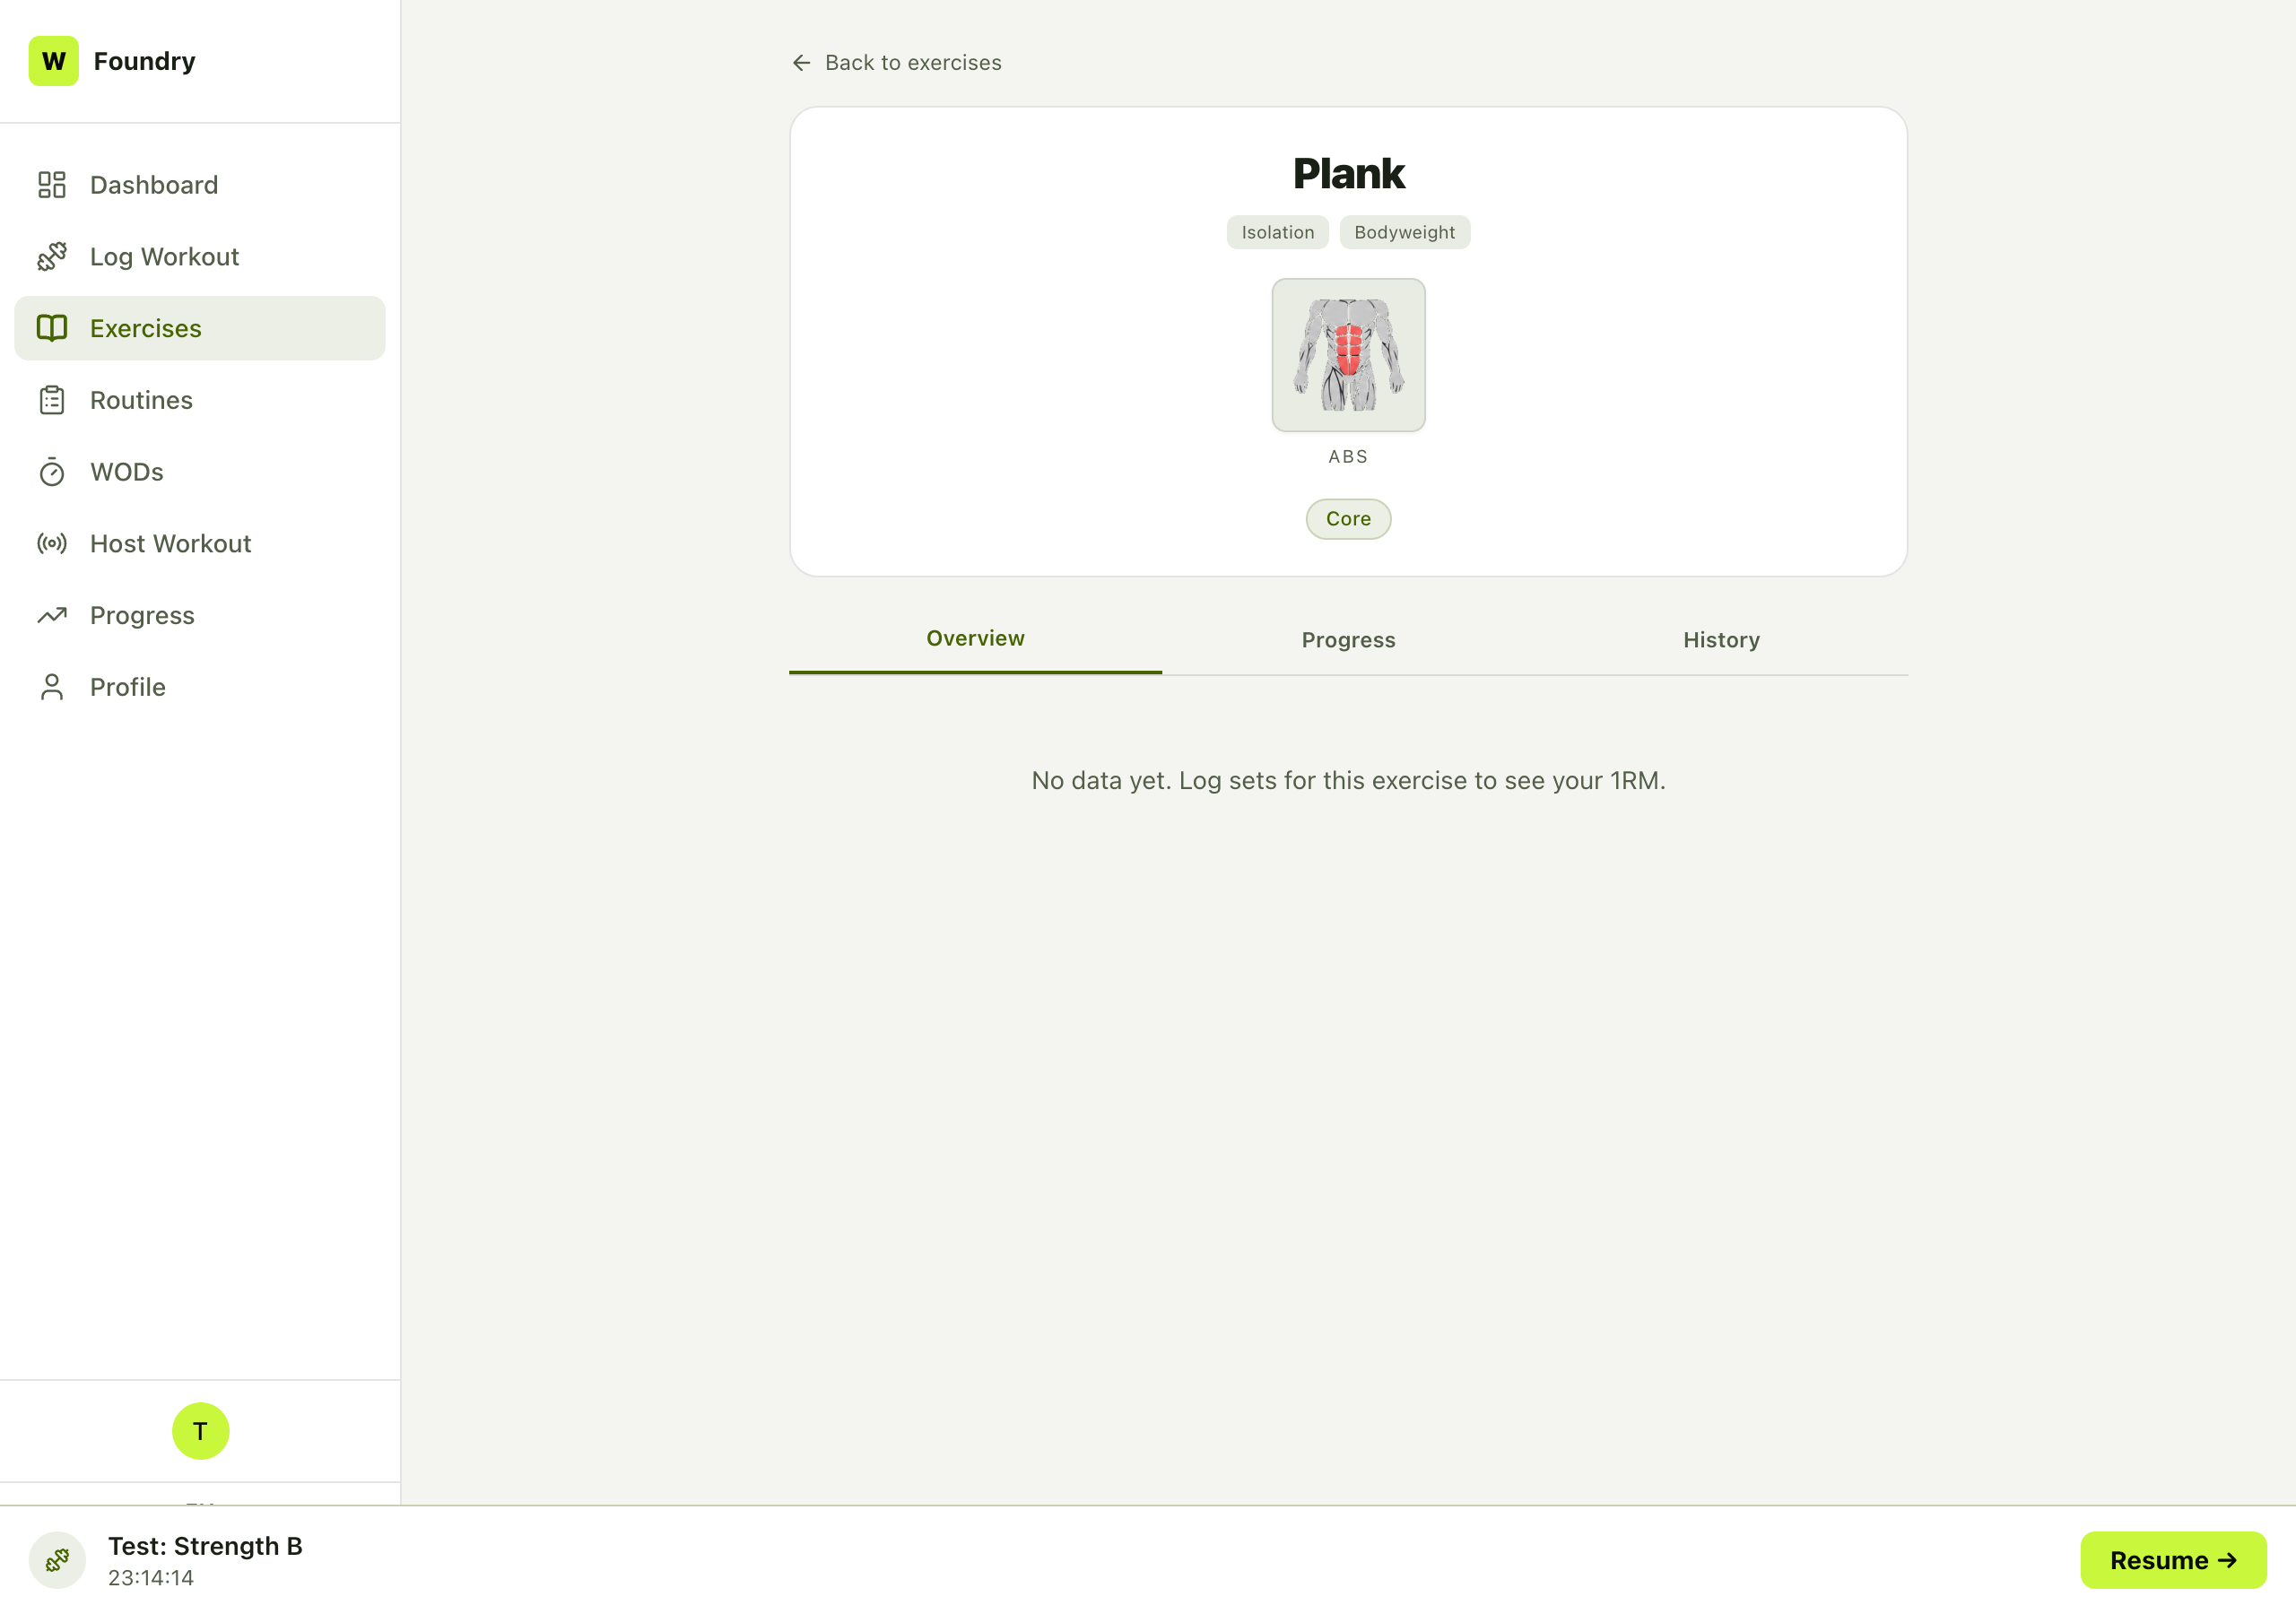 W Foundry
Dashboard
Log Workout
Exercises
Routines
WODs
Host Workout
Progress
Profile
T
Back to exercises
Plank
Isolation Bodyweight
ABS
Core
Overview Progress History
No data yet. Log sets for this exercise to see your 1RM.
Test: Strength B
23:14:14
Resume →